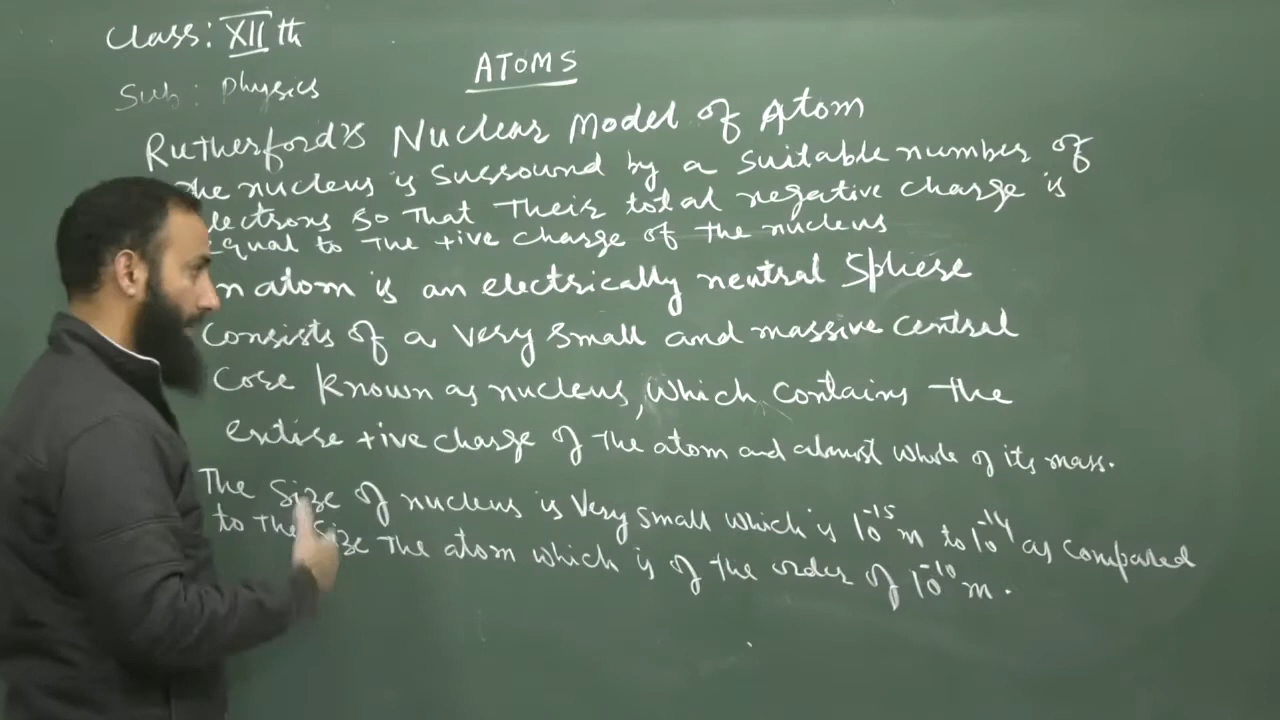 Class: XII th
Sub: Physics
ATOMS
Rutherford's Nuclear Model of Atom
The nucleus is surround by a suitable number of
electrons so that their total negative charge is
equal to the +ive charge of the nucleus
n atom is an electrically neutral sphere
consists of a very small and massive central
core known as nucleus, which contains the
entire +ive charge of the atom and almost whole of its mass.
The size of nucleus is very small which is 10⁻¹⁵ m to 10⁻¹⁴ as compared
to the size the atom which is of the order of 10⁻¹⁰ m.